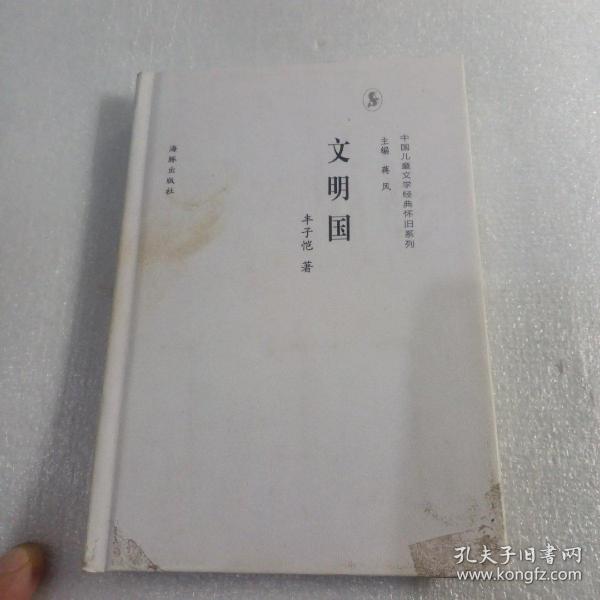 中国儿童文学经典怀旧系列
主编 蒋风
文明国
丰子恺 著
海豚出版社
孔夫子旧书网
www.kongfz.com